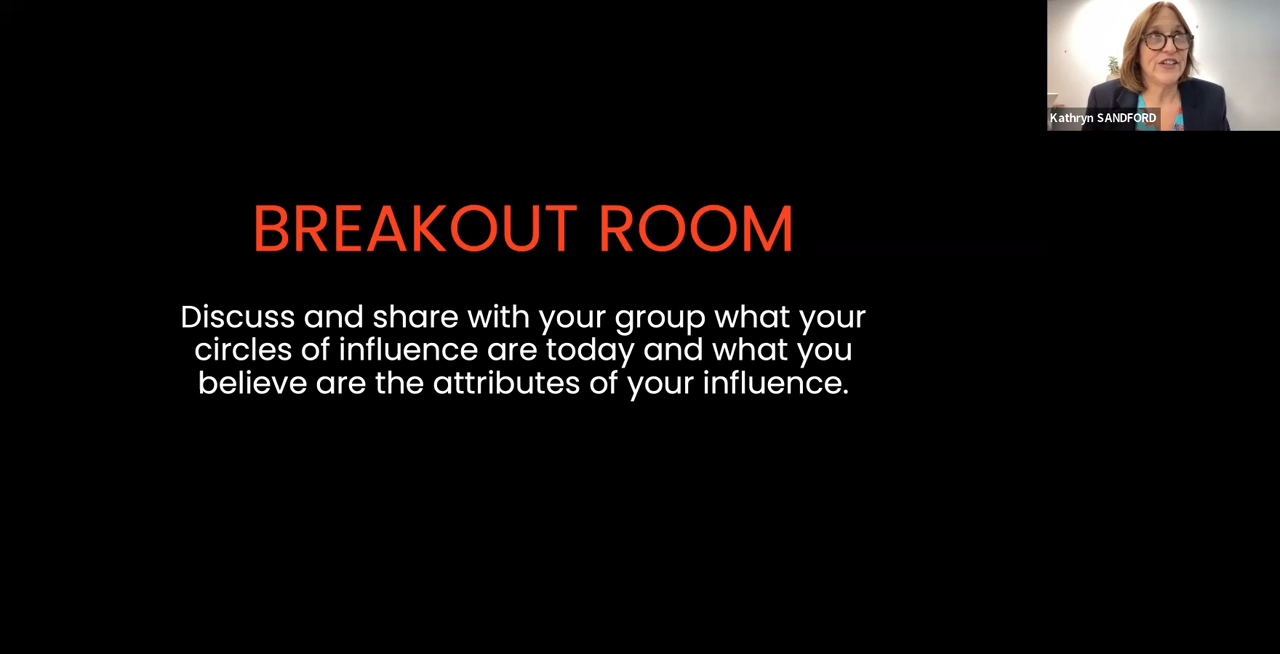 Kathryn SANDFORD
BREAKOUT ROOM
Discuss and share with your group what your
circles of influence are today and what you
believe are the attributes of your influence.